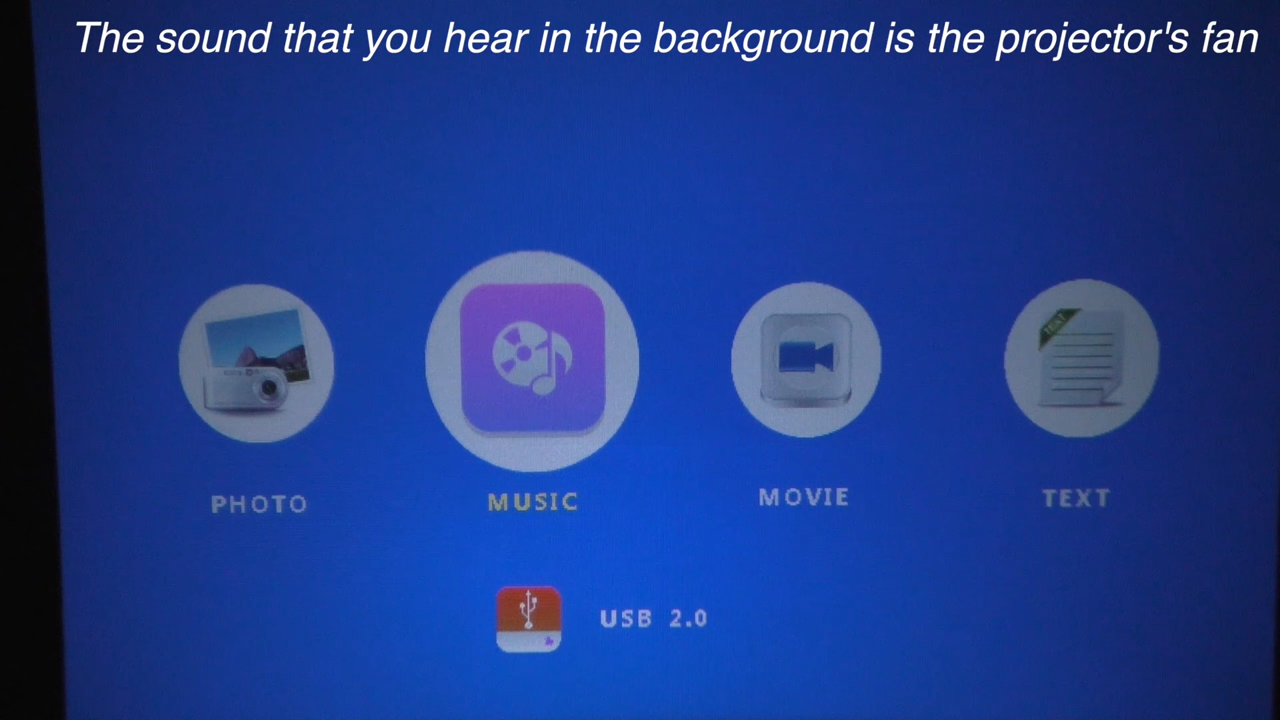 The sound that you hear in the background is the projector's fan
TEXT
PHOTO
MUSIC
MOVIE
TEXT
USB 2.0